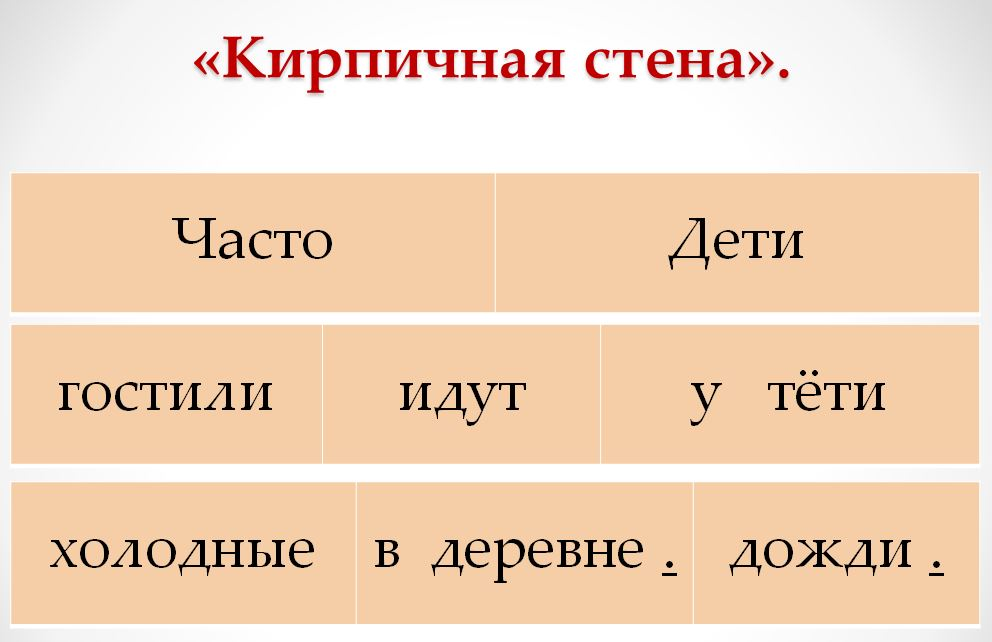 «Кирпичная стена».
Часто Дети
гостили идут у тёти
холодные в деревне . дожди .